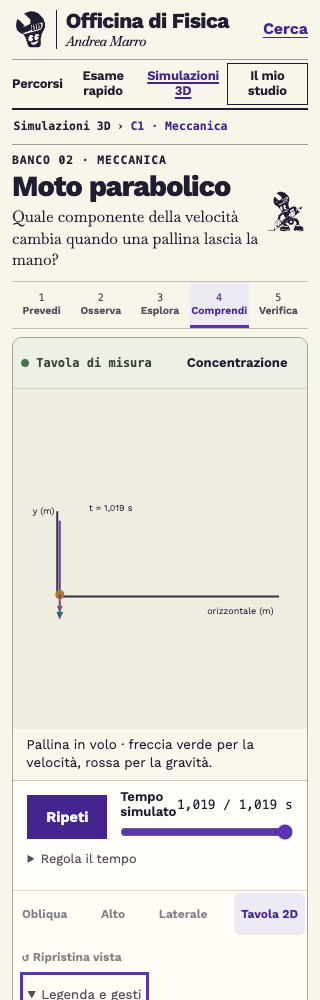 Officina di Fisica
Andrea Marro
Cerca
Percorsi
Esame rapido
Simulazioni 3D
Il mio studio
Simulazioni 3D › C1 · Meccanica
BANCO 02 · MECCANICA
Moto parabolico
Quale componente della velocità
cambia quando una pallina lascia la
mano?
1 Prevedi
2 Osserva
3 Esplora
4 Comprendi
5 Verifica
Tavola di misura
Concentrazione
y (m)
t = 1,019 s
orizzontale (m)
Pallina in volo · freccia verde per la
velocità, rossa per la gravità.
Ripeti
Tempo simulato
1,019 / 1,019 s
▶ Regola il tempo
Obliqua
Alto
Laterale
Tavola 2D
↺ Ripristina vista
▼ Legenda e gesti